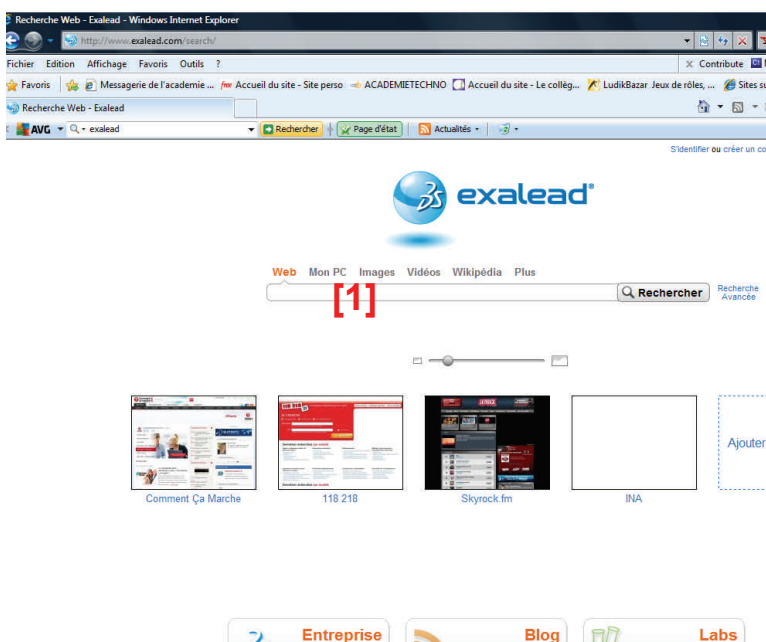 Recherche Web - Exalead - Windows Internet Explorer
http://www.exalead.com/search/
Fichier Edition Affichage Favoris Outils ?
x Contribute
Favoris Messagerie de l'academie ... Accueil du site - Site perso ACADEMIETECHNO Accueil du site - Le collèg... LudikBazar Jeux de rôles, ... Sites su
Recherche Web - Exalead
AVG exalead Rechercher Page d'état Actualités
S'identifier ou créer un co
exalead
Web Mon PC Images Vidéos Wikipédia Plus
[1]
Rechercher
Recherche
Avancée
Ajouter
Comment Ça Marche 118 218 Skyrock.fm INA
Entreprise Blog Labs